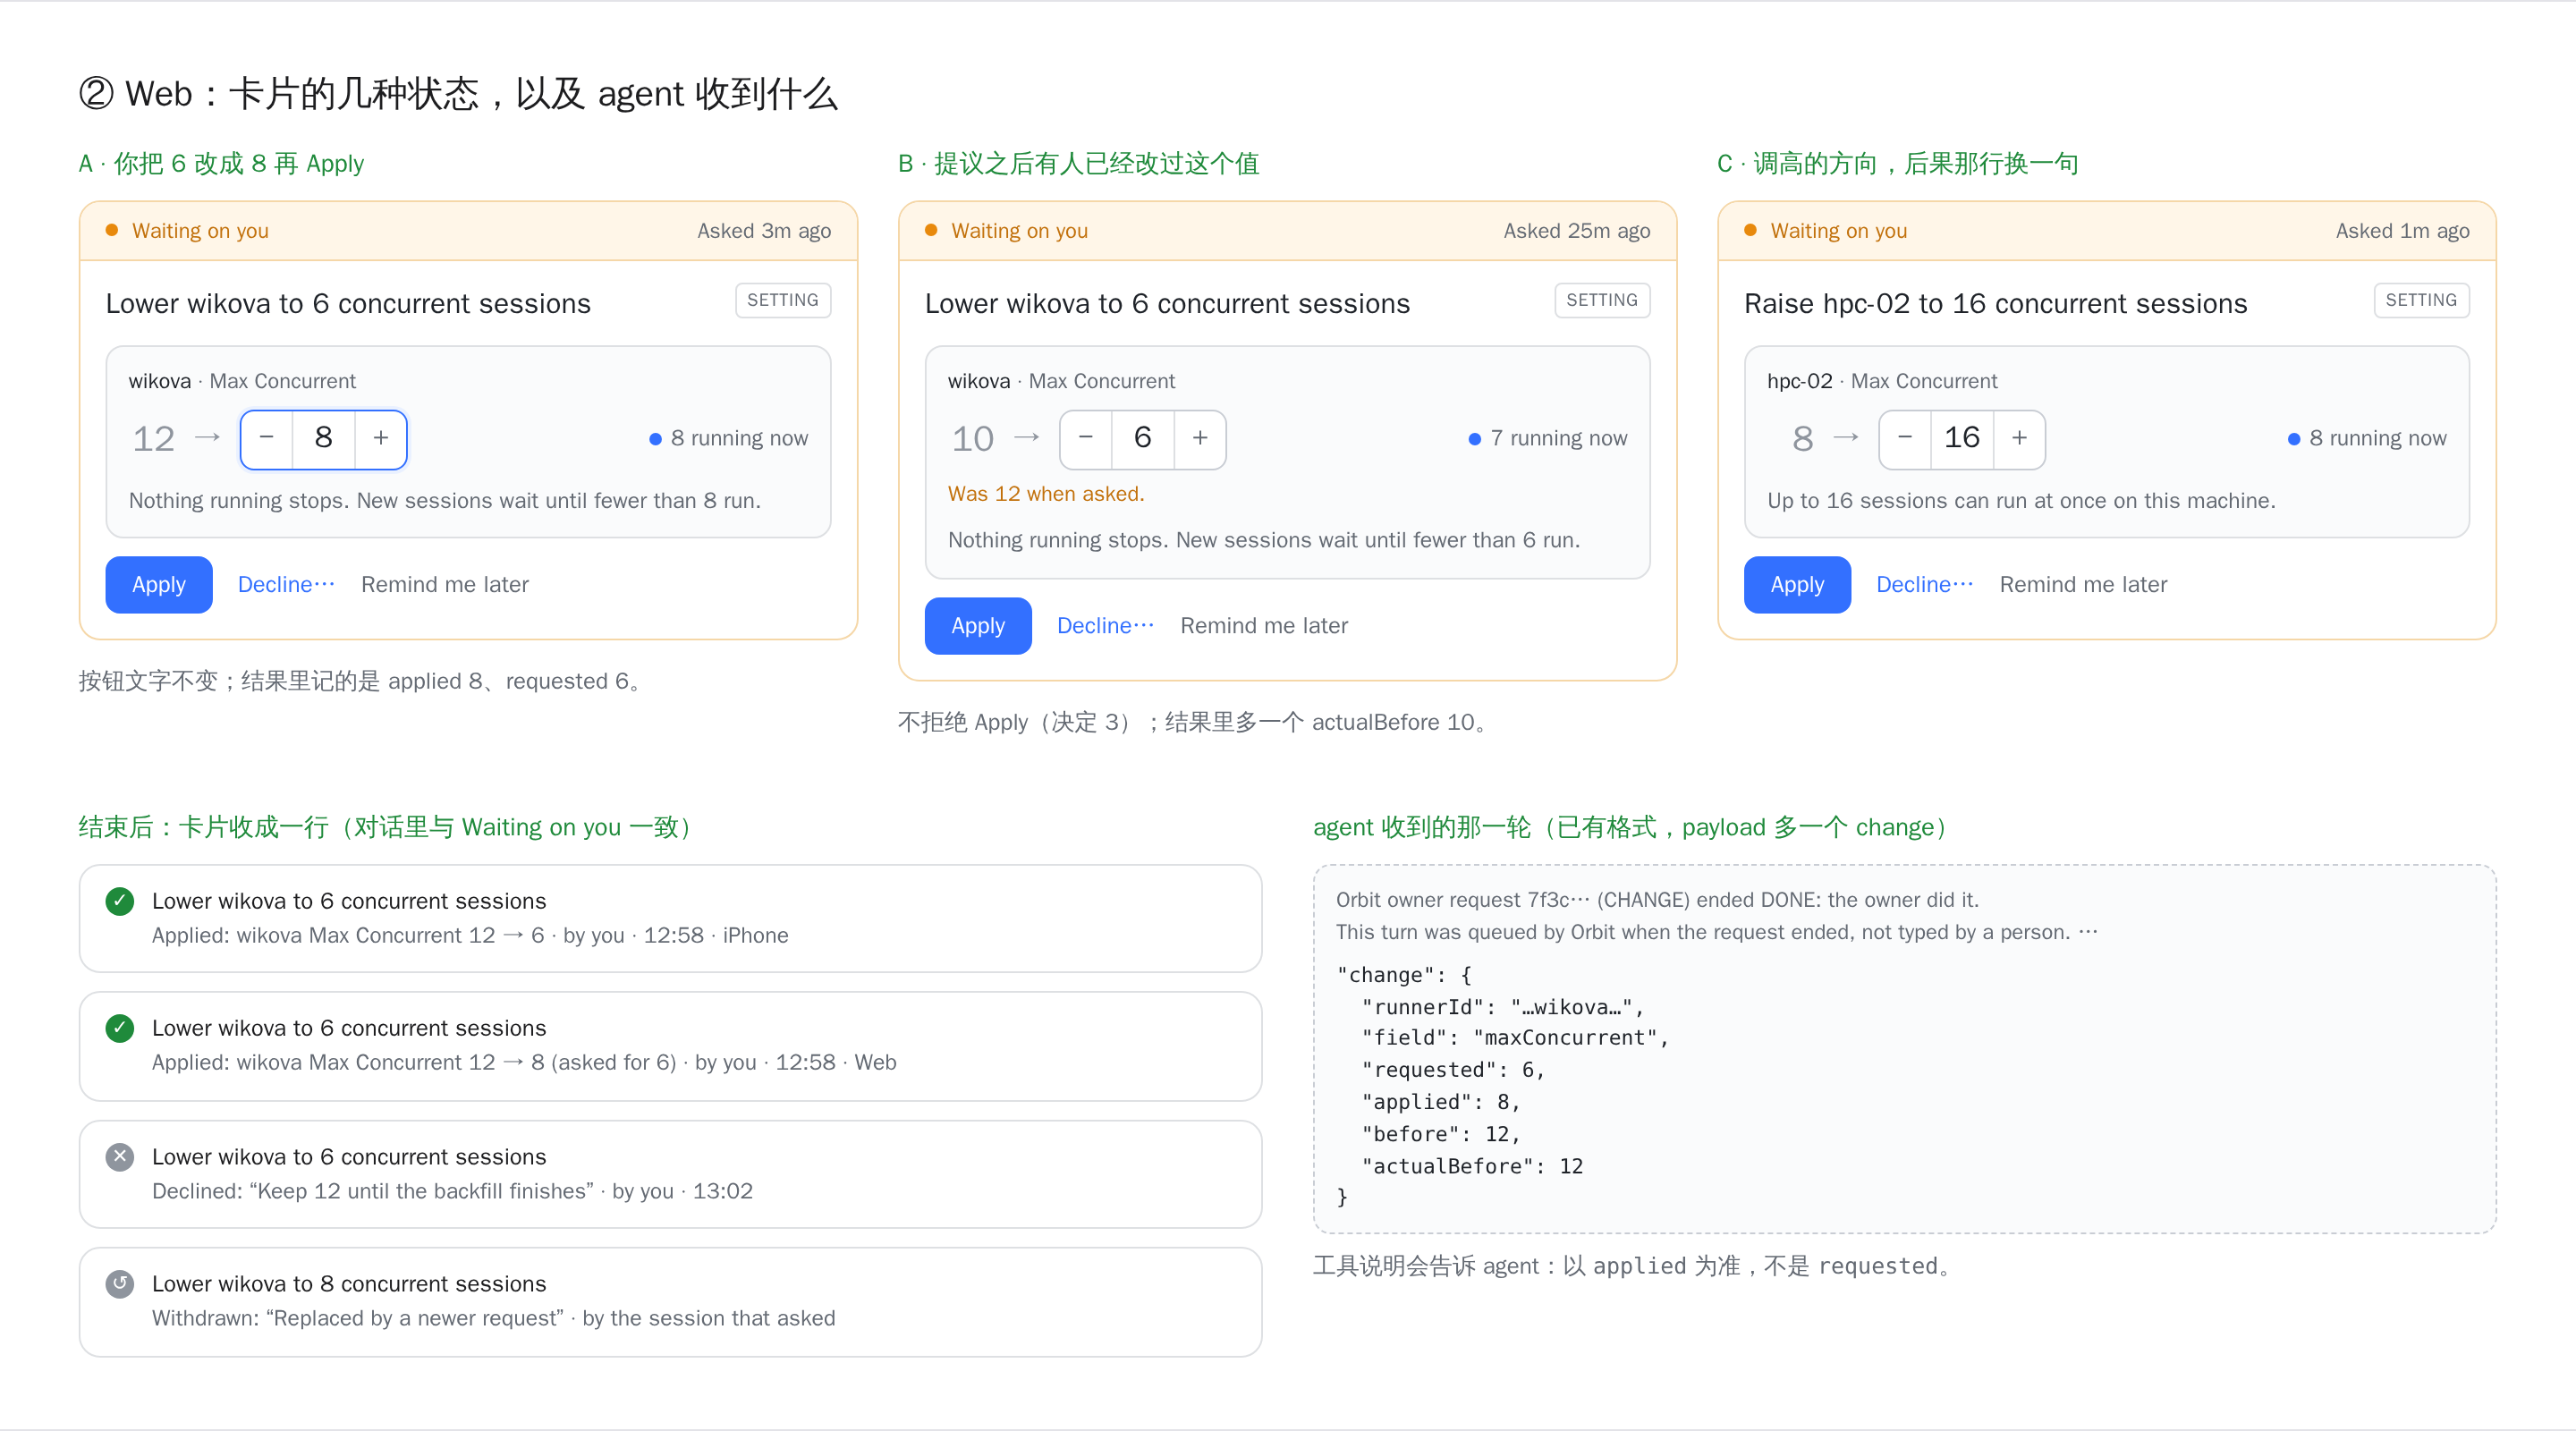 ② Web：卡片的几种状态，以及 agent 收到什么
A · 你把 6 改成 8 再 Apply
Waiting on you
Asked 3m ago
Lower wikova to 6 concurrent sessions
SETTING
wikova · Max Concurrent
12 → − 8 +
8 running now
Nothing running stops. New sessions wait until fewer than 8 run.
Apply Decline··· Remind me later
按钮文字不变；结果里记的是 applied 8、requested 6。
B · 提议之后有人已经改过这个值
Waiting on you
Asked 25m ago
Lower wikova to 6 concurrent sessions
SETTING
wikova · Max Concurrent
10 → − 6 +
7 running now
Was 12 when asked.
Nothing running stops. New sessions wait until fewer than 6 run.
Apply Decline··· Remind me later
不拒绝 Apply（决定 3）；结果里多一个 actualBefore 10。
C · 调高的方向，后果那行换一句
Waiting on you
Asked 1m ago
Raise hpc-02 to 16 concurrent sessions
SETTING
hpc-02 · Max Concurrent
8 → − 16 +
8 running now
Up to 16 sessions can run at once on this machine.
Apply Decline··· Remind me later
结束后：卡片收成一行（对话里与 Waiting on you 一致）
✓ Lower wikova to 6 concurrent sessions
Applied: wikova Max Concurrent 12 → 6 · by you · 12:58 · iPhone
✓ Lower wikova to 6 concurrent sessions
Applied: wikova Max Concurrent 12 → 8 (asked for 6) · by you · 12:58 · Web
✕ Lower wikova to 6 concurrent sessions
Declined: “Keep 12 until the backfill finishes” · by you · 13:02
↺ Lower wikova to 8 concurrent sessions
Withdrawn: “Replaced by a newer request” · by the session that asked
agent 收到的那一轮（已有格式，payload 多一个 change）
Orbit owner request 7f3c··· (CHANGE) ended DONE: the owner did it.
This turn was queued by Orbit when the request ended, not typed by a person. ···
"change": {
"runnerId": "…wikova…",
"field": "maxConcurrent",
"requested": 6,
"applied": 8,
"before": 12,
"actualBefore": 12
}
工具说明会告诉 agent：以 applied 为准，不是 requested。